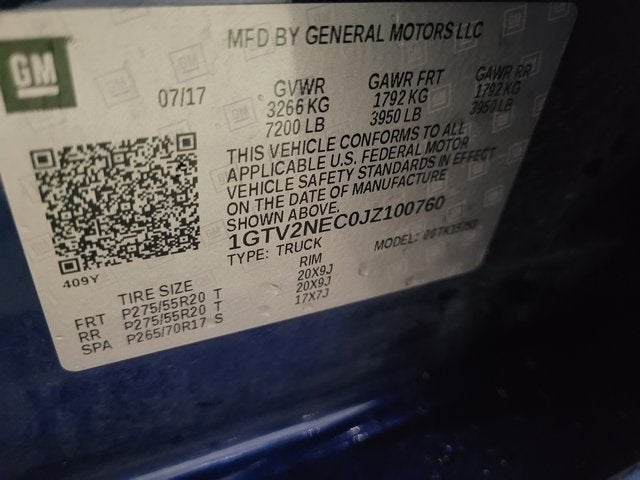 GM
MFD BY GENERAL MOTORS LLC
07/17
GVWR
3266 KG
7200 LB
GAWR FRT
1792 KG
3950 LB
GAWR RR
1792 KG
3950 LB
THIS VEHICLE CONFORMS TO ALL
APPLICABLE U.S. FEDERAL MOTOR
VEHICLE SAFETY STANDARDS IN EFFECT
ON THE DATE OF MANUFACTURE
SHOWN ABOVE.
1GTV2NEC0JZ100760
TYPE: TRUCK
MODEL:
409Y
TIRE SIZE RIM
FRT P275/55R20 T 20X9J
RR P275/55R20 T 20X9J
SPA P265/70R17 S 17X7J